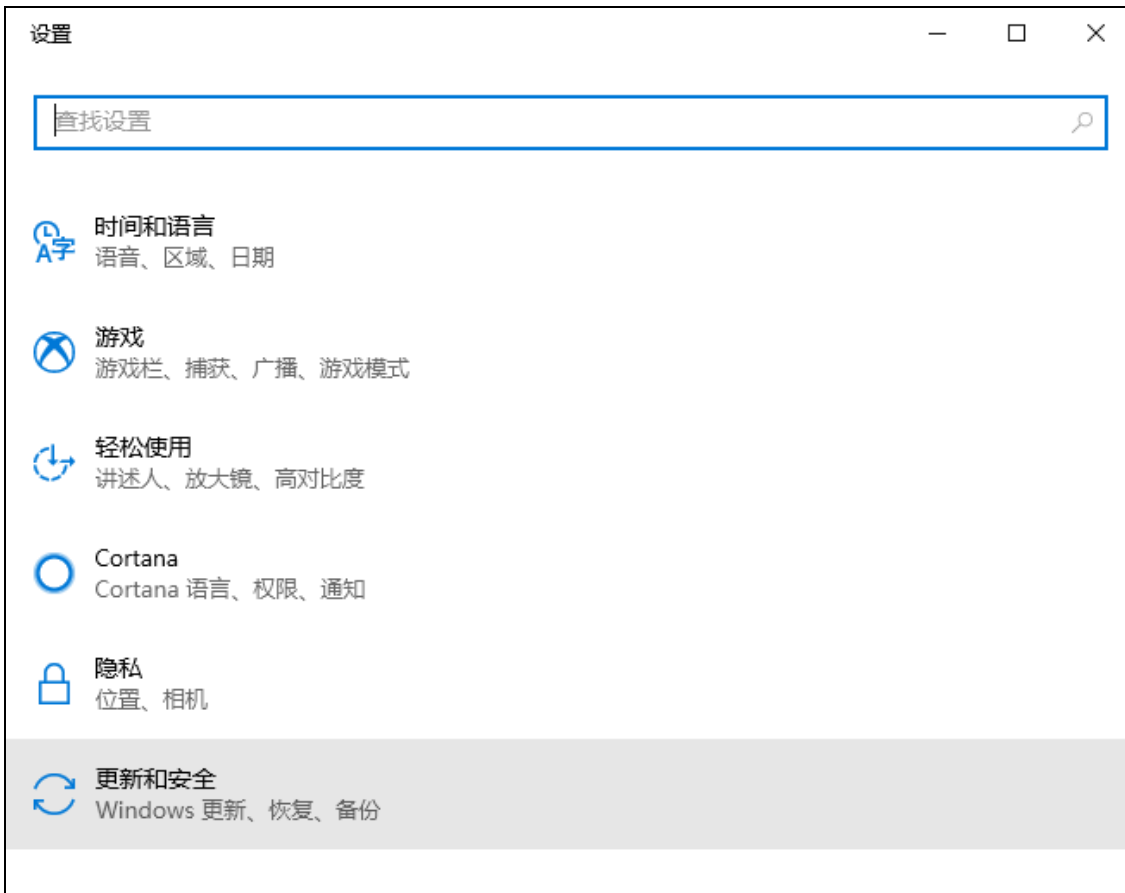 设置
查找设置
时间和语言
语音、区域、日期
游戏
游戏栏、捕获、广播、游戏模式
轻松使用
讲述人、放大镜、高对比度
Cortana
Cortana 语言、权限、通知
隐私
位置、相机
更新和安全
Windows 更新、恢复、备份